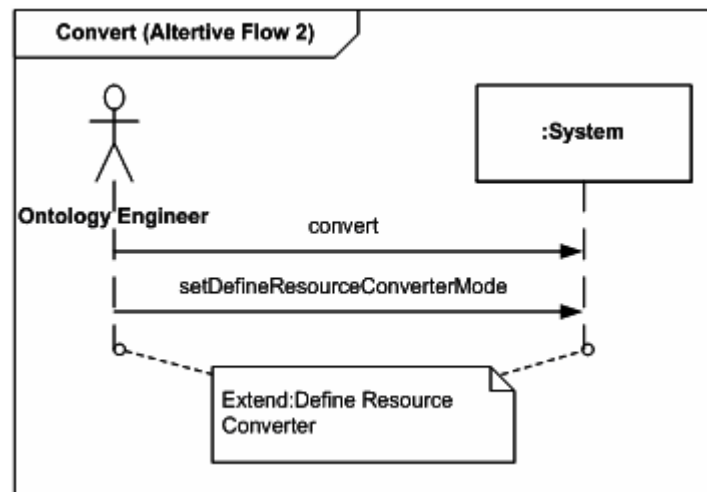 Convert (Altertive Flow 2)
:System
Ontology Engineer
convert
setDefineResourceConverterMode
Extend:Define Resource
Converter